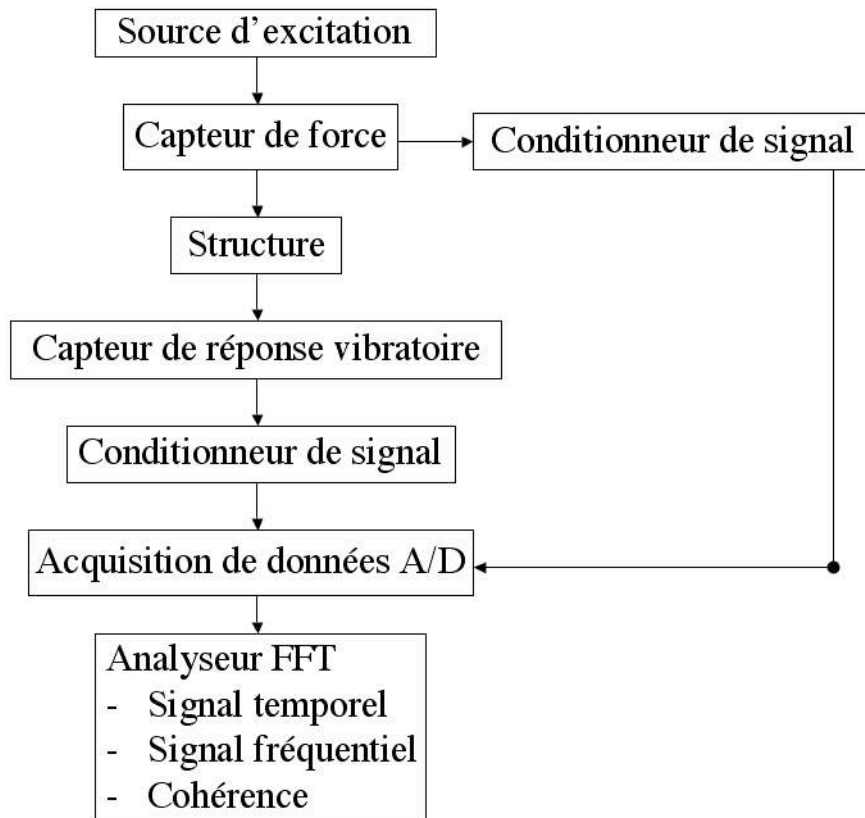 Source d'excitation
Capteur de force
Conditionneur de signal
Structure
Capteur de réponse vibratoire
Conditionneur de signal
Acquisition de données A/D
Analyseur FFT
- Signal temporel
- Signal fréquentiel
- Cohérence